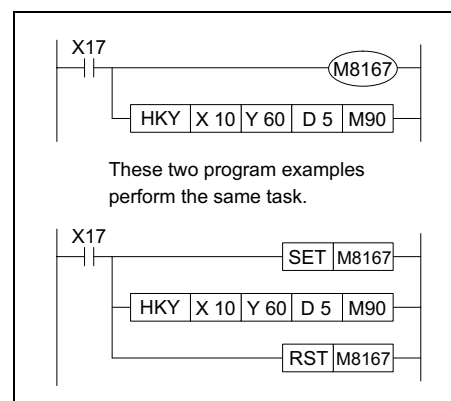 X17
M8167
HKY X 10 Y 60 D 5 M90
These two program examples
perform the same task.
X17
SET M8167
HKY X 10 Y 60 D 5 M90
RST M8167